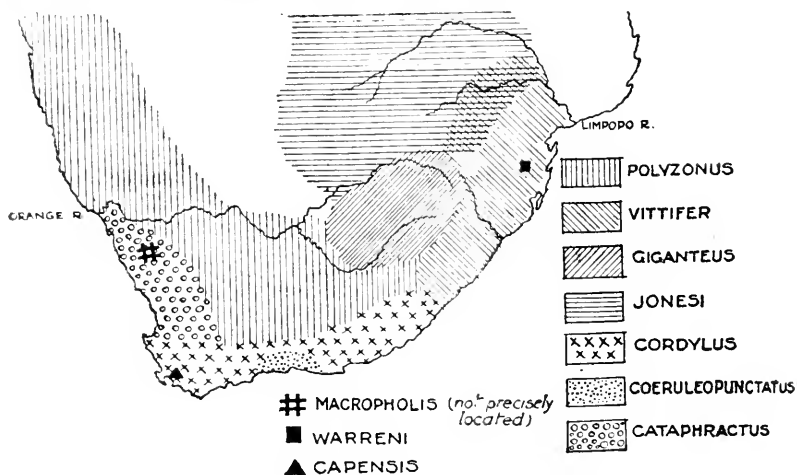 LIMPOPO R.
ORANGE R.
POLYZONUS
VITTIFER
GIGANTEUS
JONESI
CORDYLUS
COERULEOPUNCTATUS
CATAPHRACTUS
MACROPHOLIS (not precisely
located)
WARRENI
CAPENSIS